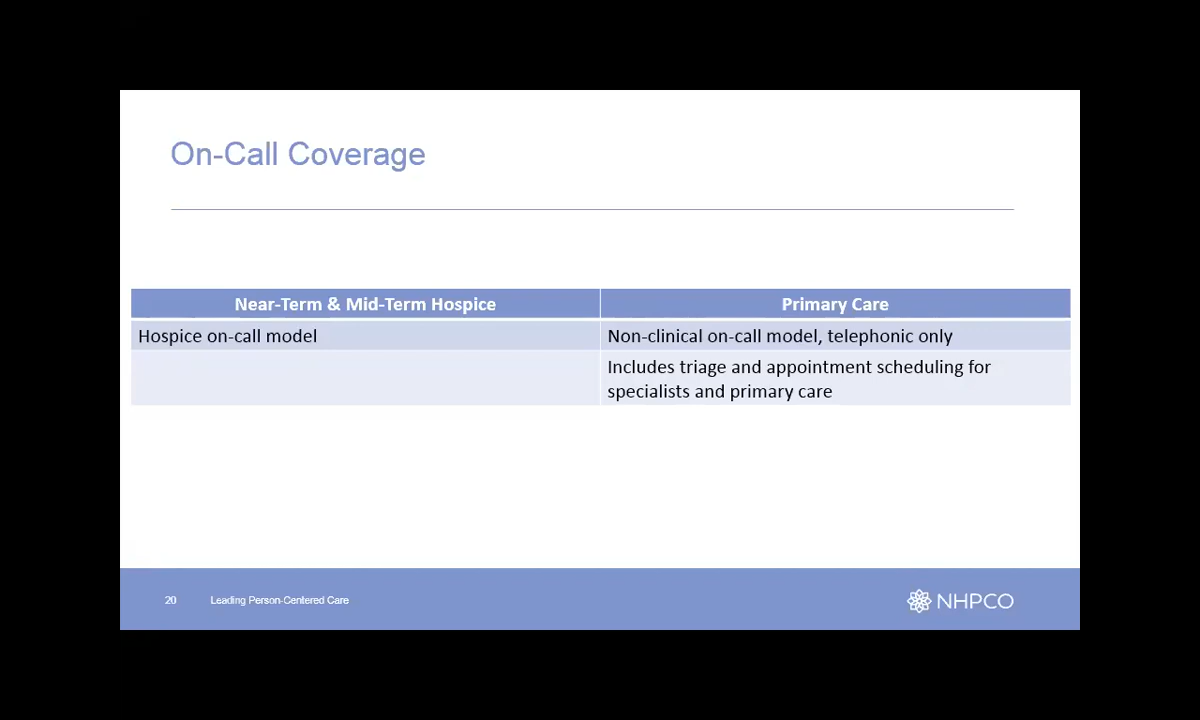 On-Call Coverage
Near-Term & Mid-Term Hospice
Primary Care
Hospice on-call model
Non-clinical on-call model, telephonic only
Includes triage and appointment scheduling for
specialists and primary care
20
Leading Person-Centered Care
NHPCO